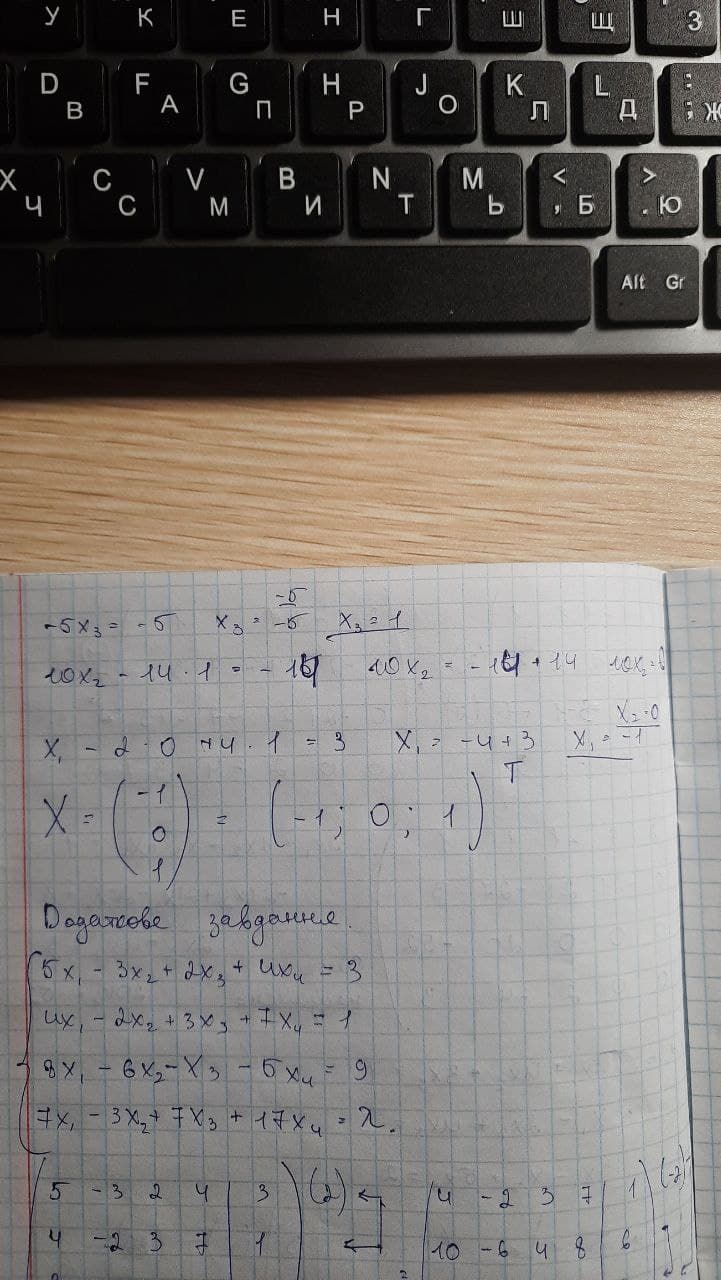 У К Е Н Г Ш Щ З
D В F А G П H Р J О K Л L Д : ; Ж
X Ч C С V М B И N Т M Ь < , Б > . Ю
Alt Gr
-5x₃ = -5 x₃ = -5/-5 x₃ = 1
10x₂ - 14 · 1 = -14 10x₂ = -14 + 14 10x₂ = 0
x₂ = 0
x₁ - 2 · 0 + 4 · 1 = 3 x₁ = -4 + 3 x₁ = -1
X = (-1 0 1) = (-1; 0; 1)ᵀ
Додаткове завдання.
5x₁ - 3x₂ + 2x₃ + 4x₄ = 3
4x₁ - 2x₂ + 3x₃ + 7x₄ = 1
8x₁ - 6x₂ - x₃ - 5x₄ = 9
7x₁ - 3x₂ + 7x₃ + 17x₄ = λ.
5 -3 2 4 | 3 (2) 4 -2 3 7 | 1 (-2)
4 -2 3 7 | 1 10 -6 4 8 | 6